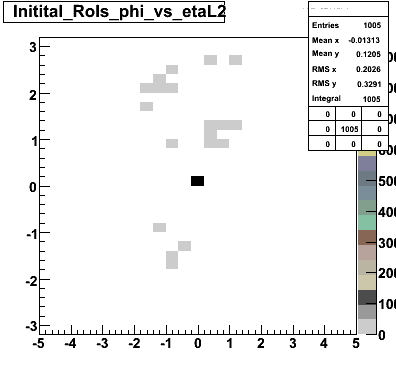 Initital_RoIs_phi_vs_etaL2
Entries 1005
Mean x -0.01313
Mean y 0.1205
RMS x 0.2026
RMS y 0.3291
Integral 1005
0 0 0
0 1005 0
0 0 0
3
2
1
0
-1
-2
-3
-5 -4 -3 -2 -1 0 1 2 3 4 5
500
400
300
200
100
0